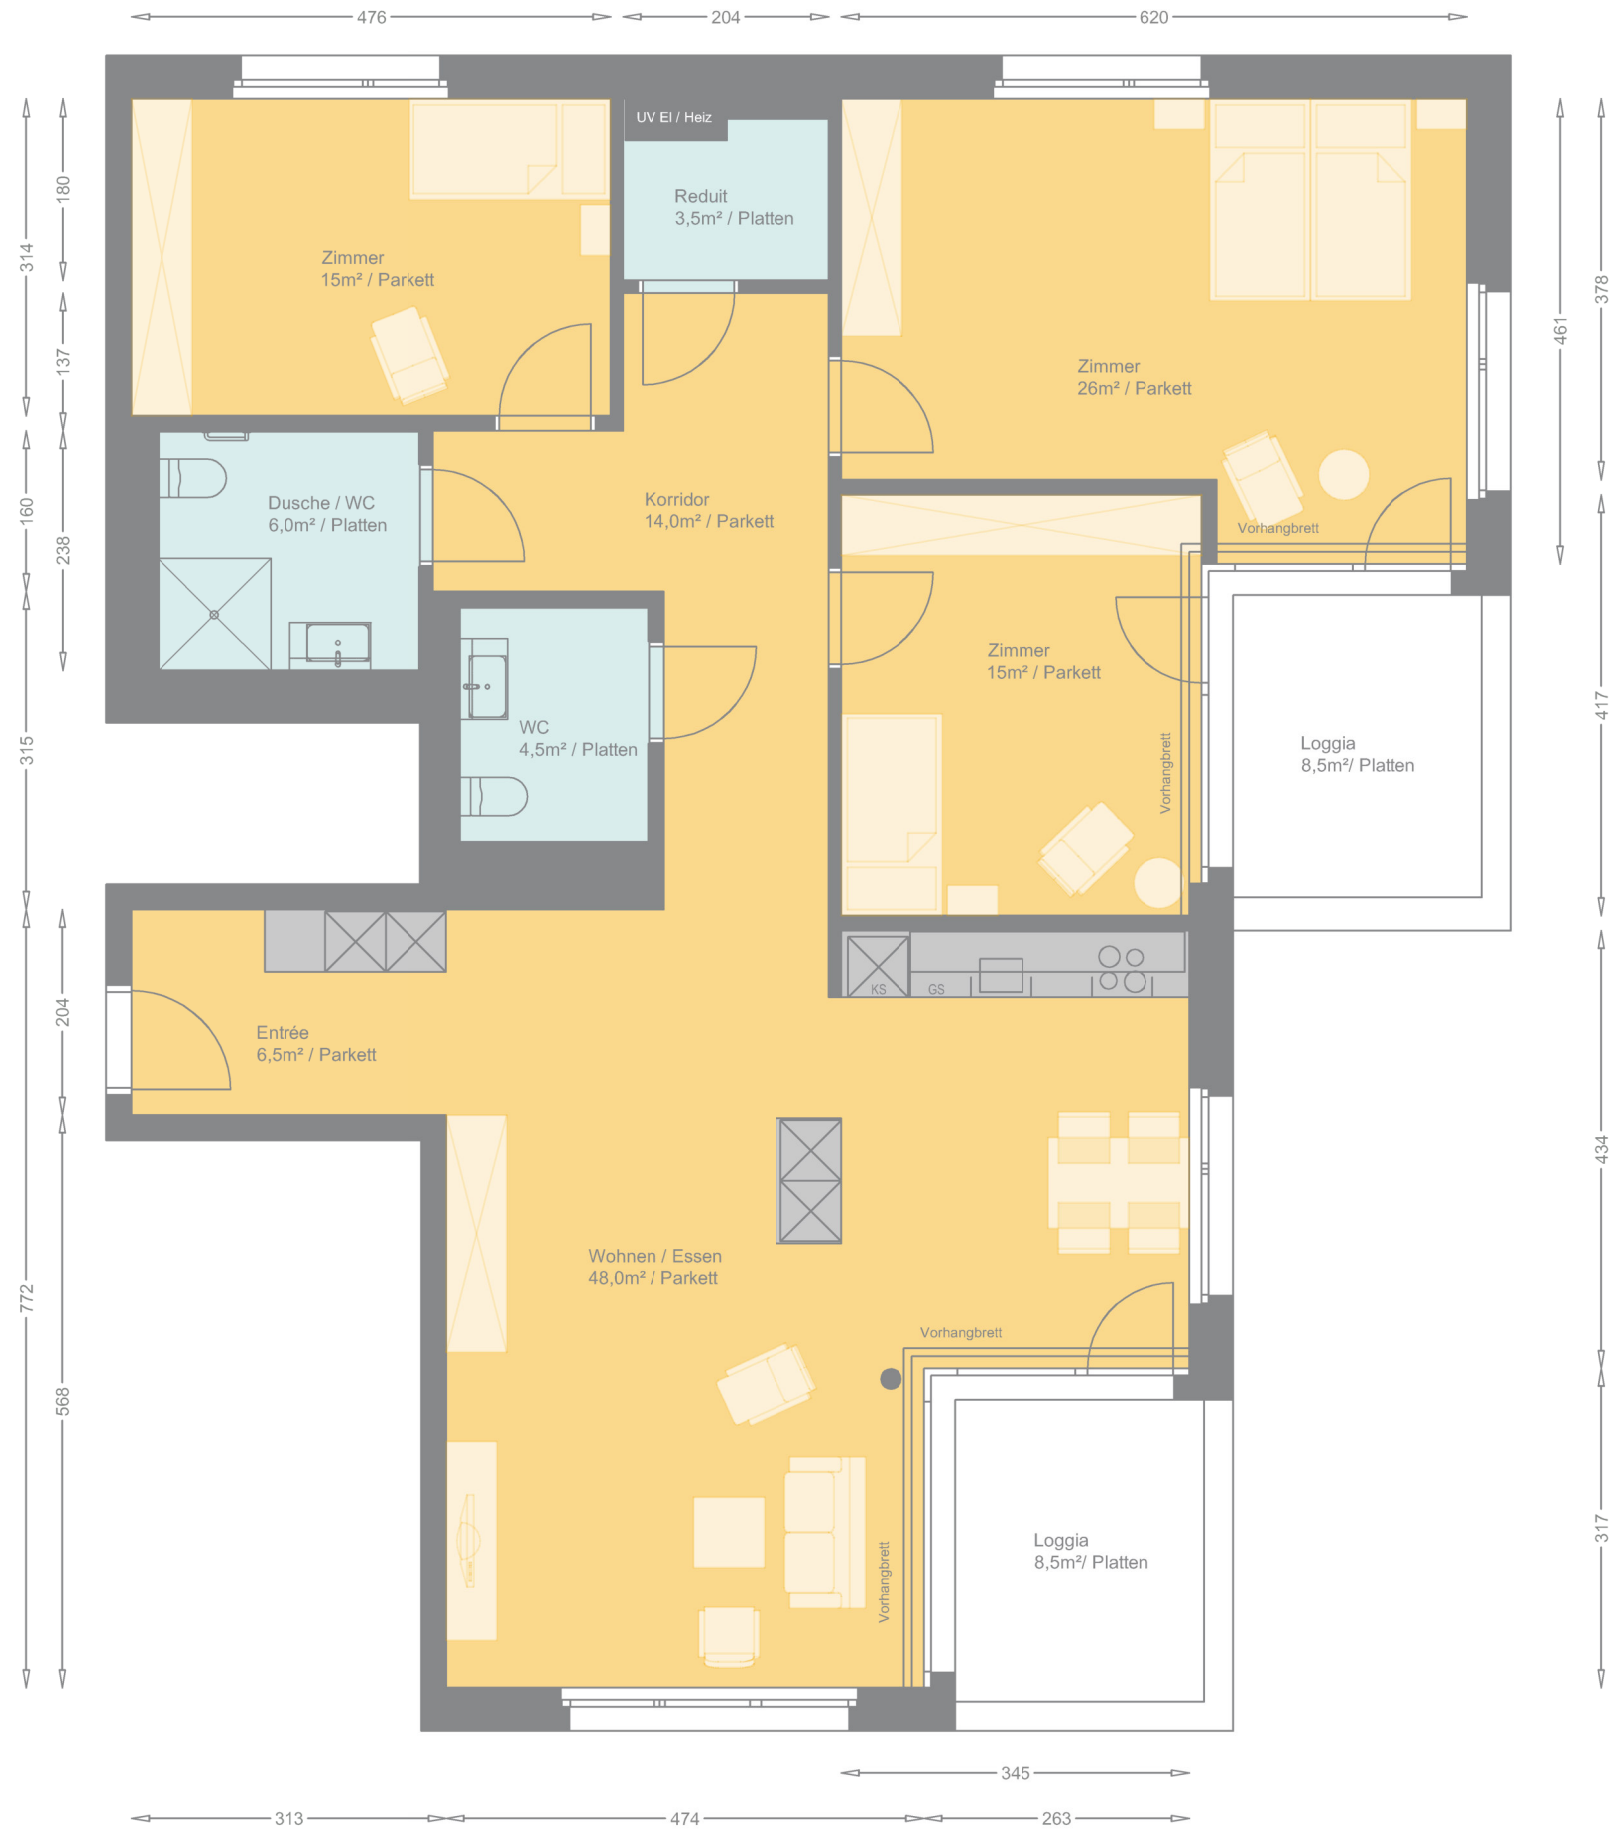 476
204
620
UV El / Heiz
Reduit
3,5m² / Platten
Zimmer
15m² / Parkett
180
314
137
378
461
Zimmer
26m² / Parkett
Dusche / WC
6,0m² / Platten
Korridor
14,0m² / Parkett
160
238
Vorhangbrett
Zimmer
15m² / Parkett
WC
4,5m² / Platten
Vorhangbrett
Loggia
8,5m²/ Platten
417
315
KS
GS
204
Entrée
6,5m² / Parkett
434
Wohnen / Essen
48,0m² / Parkett
772
Vorhangbrett
568
Vorhangbrett
Loggia
8,5m²/ Platten
317
345
313
474
263